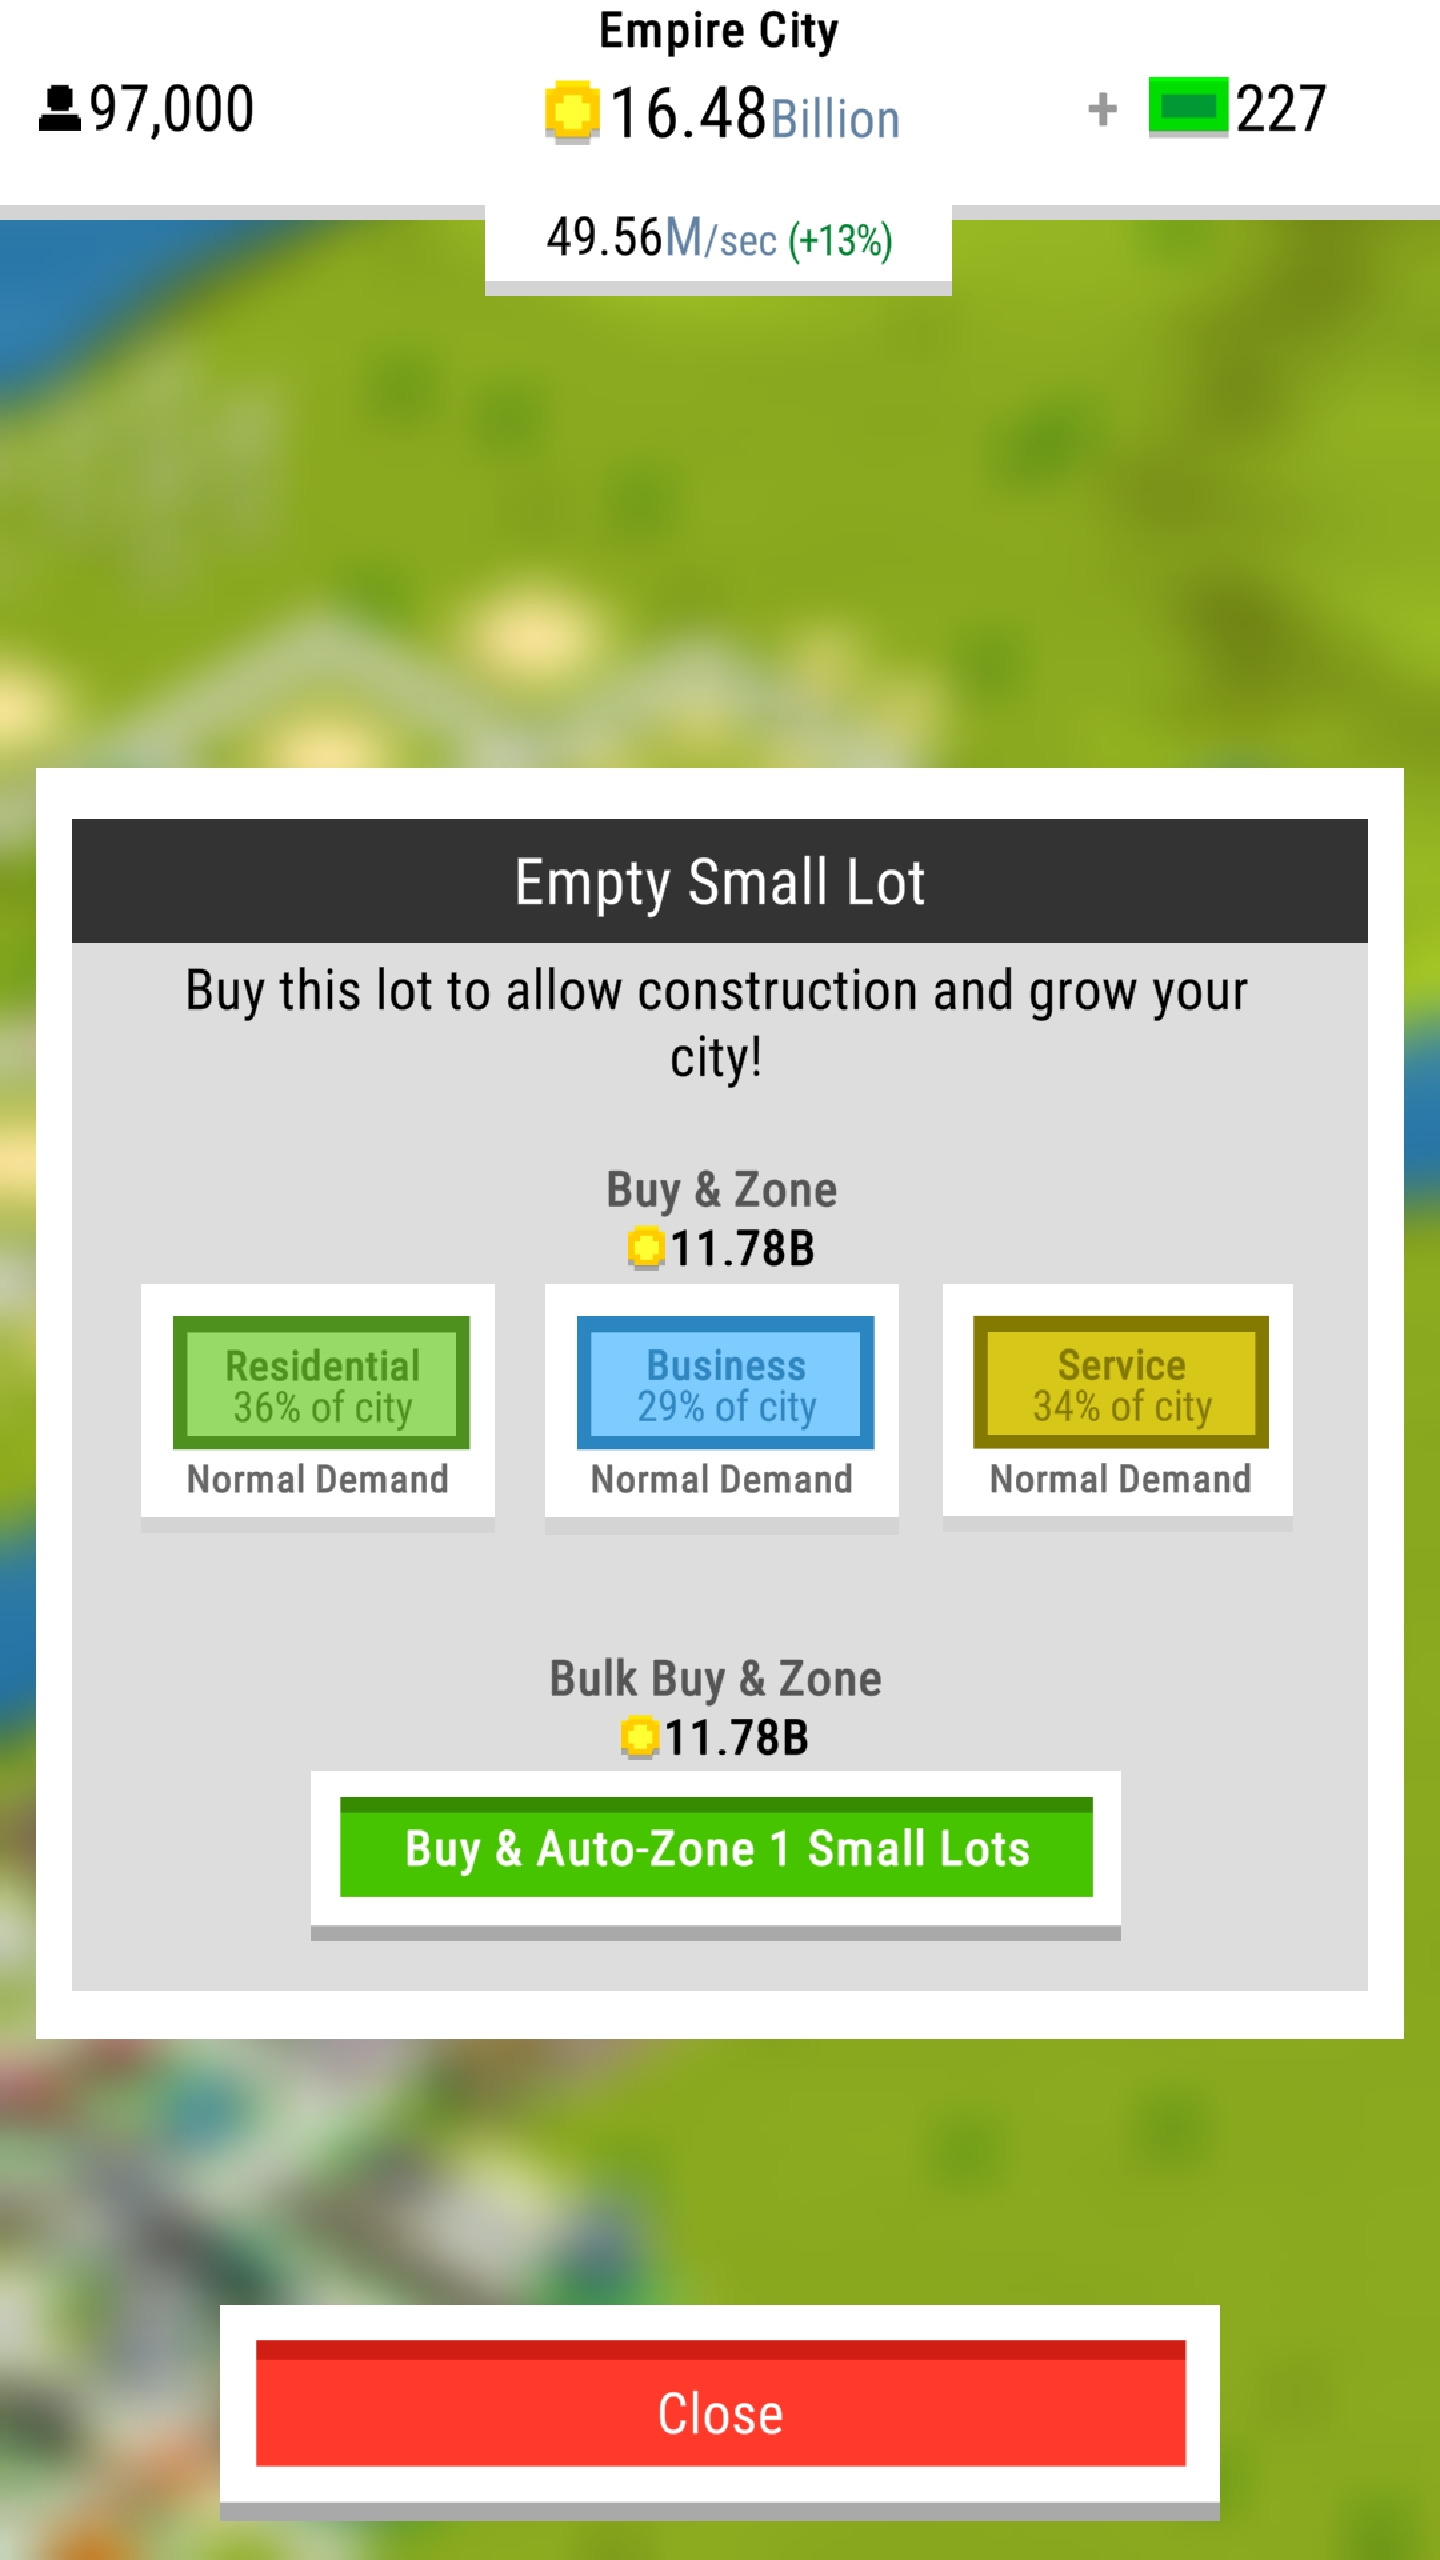 Empire City
97,000
16.48Billion
+ 227
49.56M/sec (+13%)
Empty Small Lot
Buy this lot to allow construction and grow your
city!
Buy & Zone
11.78B
Residential
36% of city
Normal Demand
Business
29% of city
Normal Demand
Service
34% of city
Normal Demand
Bulk Buy & Zone
11.78B
Buy & Auto-Zone 1 Small Lots
Close